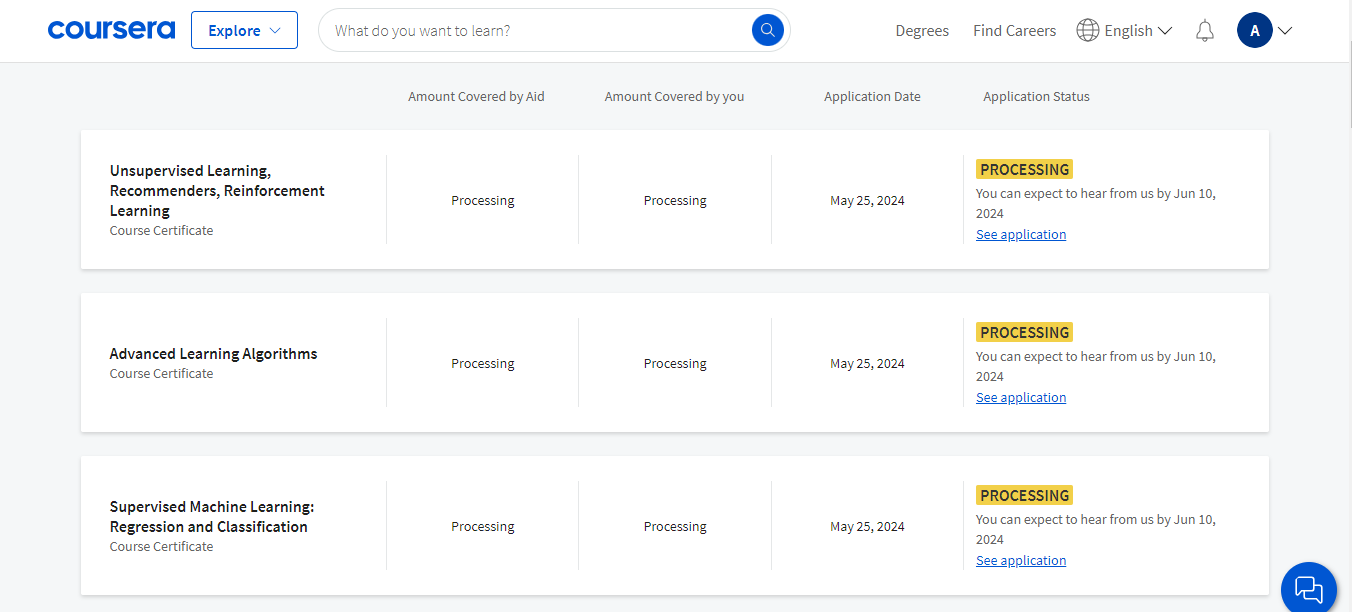 coursera
Explore
What do you want to learn?
Degrees
Find Careers
English
A
Amount Covered by Aid
Amount Covered by you
Application Date
Application Status
Unsupervised Learning,
Recommenders, Reinforcement
Learning
Course Certificate
Processing
Processing
May 25, 2024
PROCESSING
You can expect to hear from us by Jun 10,
2024
See application
Advanced Learning Algorithms
Course Certificate
Processing
Processing
May 25, 2024
PROCESSING
You can expect to hear from us by Jun 10,
2024
See application
Supervised Machine Learning:
Regression and Classification
Course Certificate
Processing
Processing
May 25, 2024
PROCESSING
You can expect to hear from us by Jun 10,
2024
See application